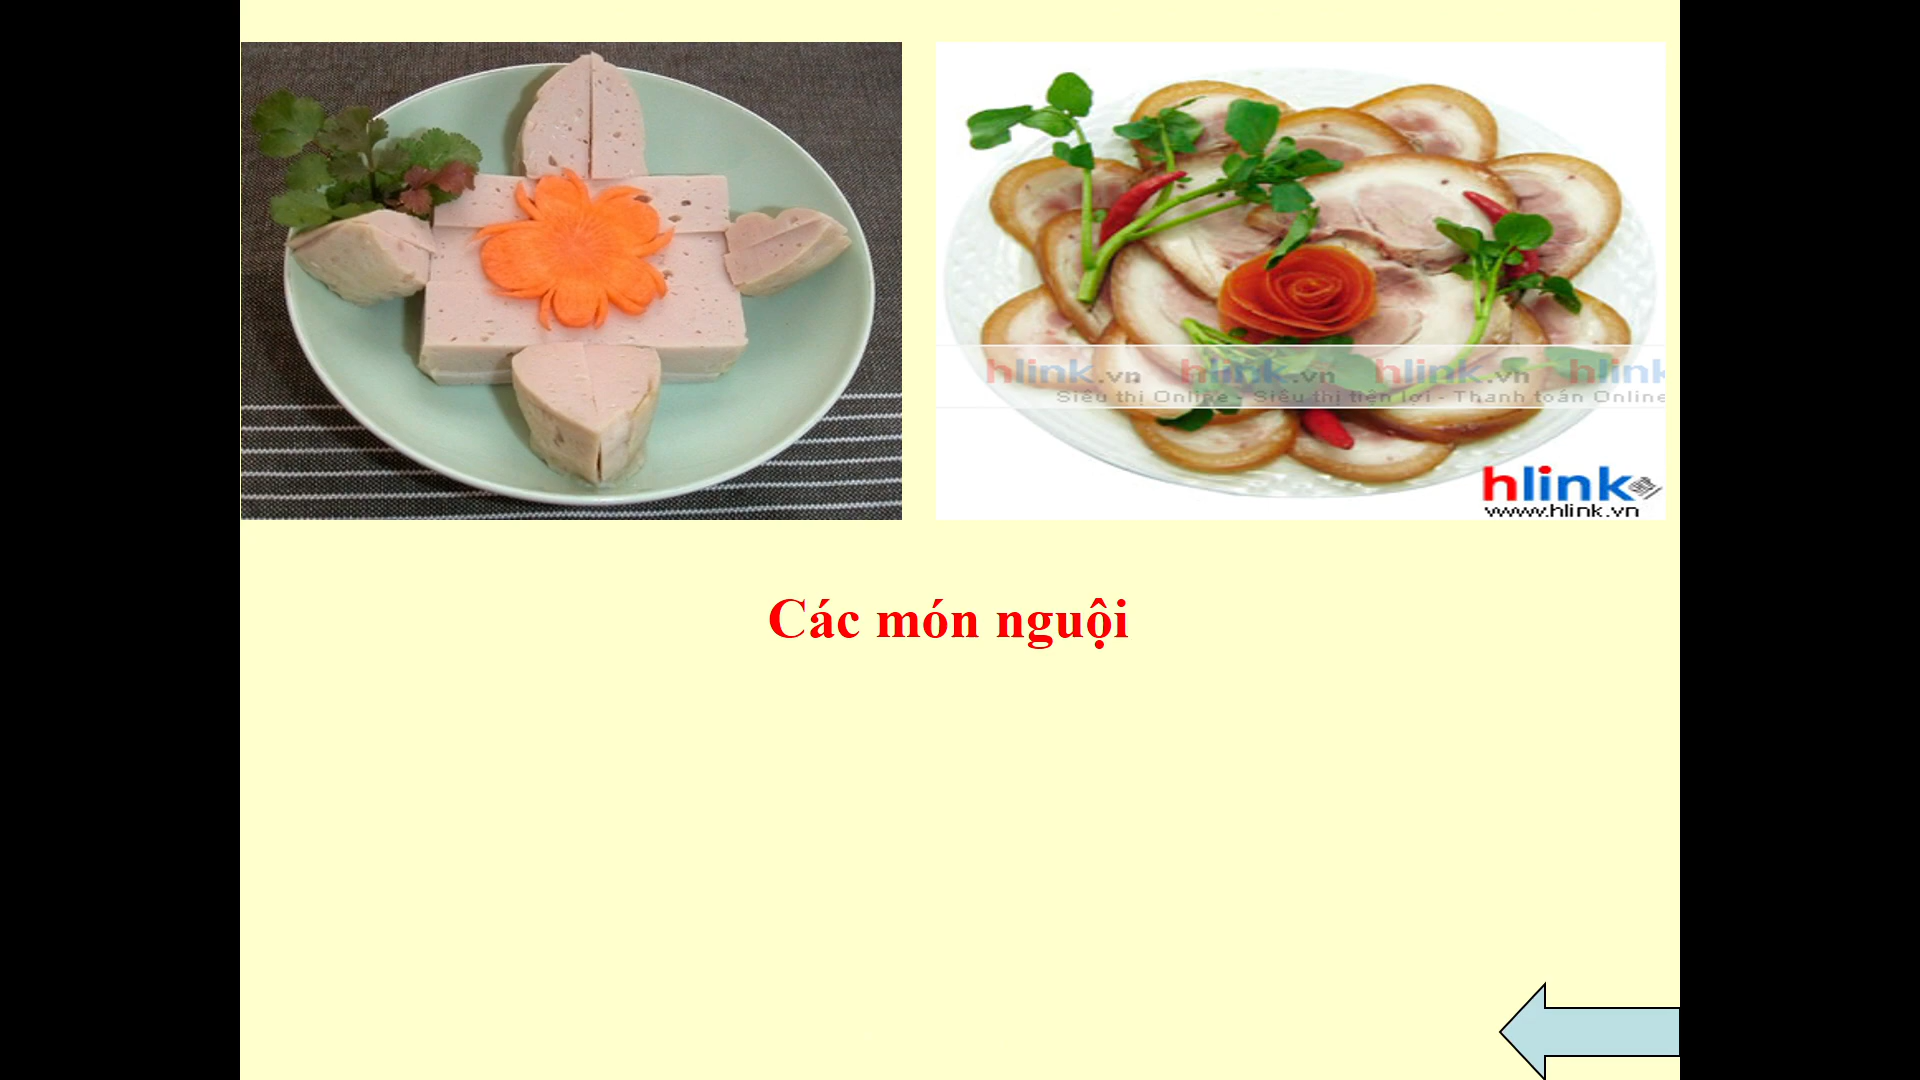 hlink.vn hlink.vn hlink.vn hlink
Siêu thị Online - Siêu thị tiện lợi - Thanh toán Online
hlink
www.hlink.vn
Các món nguội